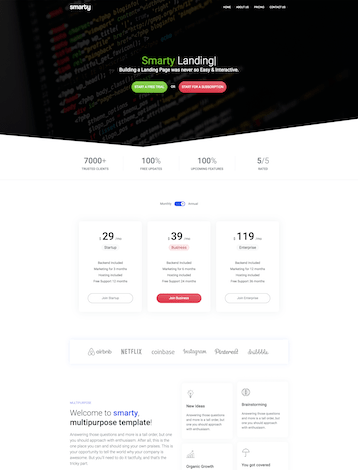 smarty
HOME ABOUT US PRICING CONTACT US
Smarty Landing|
Building a Landing Page was never so Easy & Interactive.
START A FREE TRIAL OR START FOR A SUBSCRIPTION
7000+ 100% 100% 5/5
TRUSTED CLIENTS FREE UPDATES UPCOMING FEATURES RATED
Monthly Annual
$ 29 /mo $ 39 /mo $ 119 /mo
Startup Business Enterprise
Backend Included Backend Included Backend Included
Marketing for 3 months Marketing for 6 months Marketing for 12 months
Hosting Included Hosting Included Hosting Included
Free Support 12 months Free Support 24 months Free Support 36 months
Join Startup Join Business Join Enterprise
airbnb NETFLIX coinbase Instagram Pinterest dribbble
MULTIPURPOSE
Welcome to smarty,
multipurpose template!
Answering those questions and more is a tall order, but one
you should approach with enthusiasm. After all, this is the
one place you can and should sing your own praises. This is
your opportunity to tell the world why your company is
awesome. But you'll need to do it tactfully, and that's the
tricky part.
New Ideas
Answering those questions
and more is a tall order, but
one you should approach
with enthusiasm.
Brainstorming
Answering those questions
and more is a tall order, but
one you should approach
with enthusiasm.
Organic Growth
You got covered